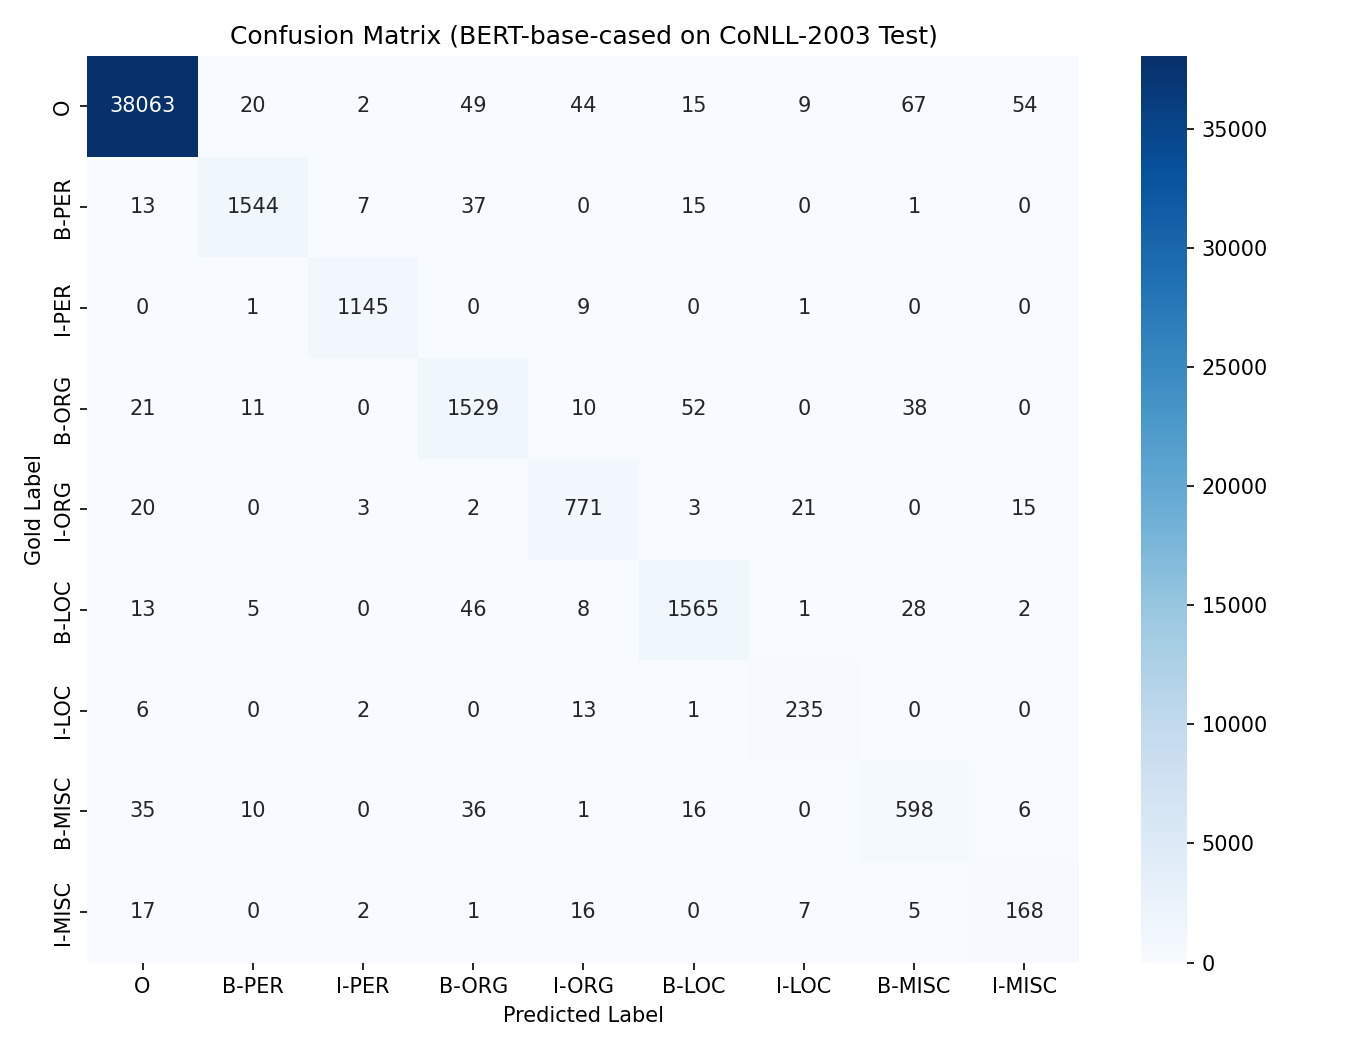 Confusion Matrix (BERT-base-cased on CoNLL-2003 Test)
Gold Label
O 38063 20 2 49 44 15 9 67 54
B-PER 13 1544 7 37 0 15 0 1 0
I-PER 0 1 1145 0 9 0 1 0 0
B-ORG 21 11 0 1529 10 52 0 38 0
I-ORG 20 0 3 2 771 3 21 0 15
B-LOC 13 5 0 46 8 1565 1 28 2
I-LOC 6 0 2 0 13 1 235 0 0
B-MISC 35 10 0 36 1 16 0 598 6
I-MISC 17 0 2 1 16 0 7 5 168
O B-PER I-PER B-ORG I-ORG B-LOC I-LOC B-MISC I-MISC
Predicted Label
35000
30000
25000
20000
15000
10000
5000
0